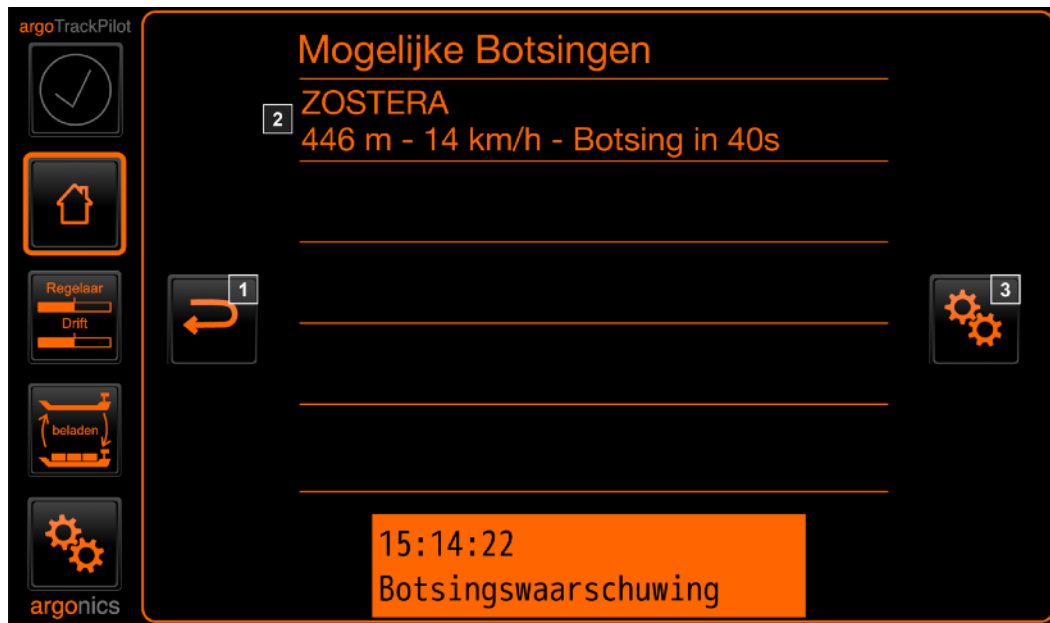 argoTrackPilot
Mogelijke Botsingen
2
ZOSTERA
446 m - 14 km/h - Botsing in 40s
Regelaar
Drift
1
3
beladen
15:14:22
Botsingswaarschuwing
argonics